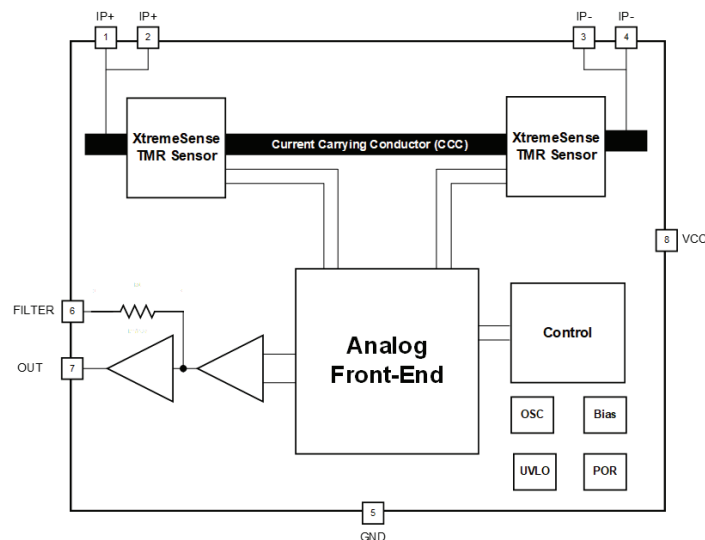 IP+ IP+ IP- IP-
1 2 3 4
XtremeSense
TMR Sensor
Current Carrying Conductor (CCC)
XtremeSense
TMR Sensor
8 VCC
FILTER 6
OUT 7
Analog
Front-End
Control
OSC Bias
UVLO POR
5
GND